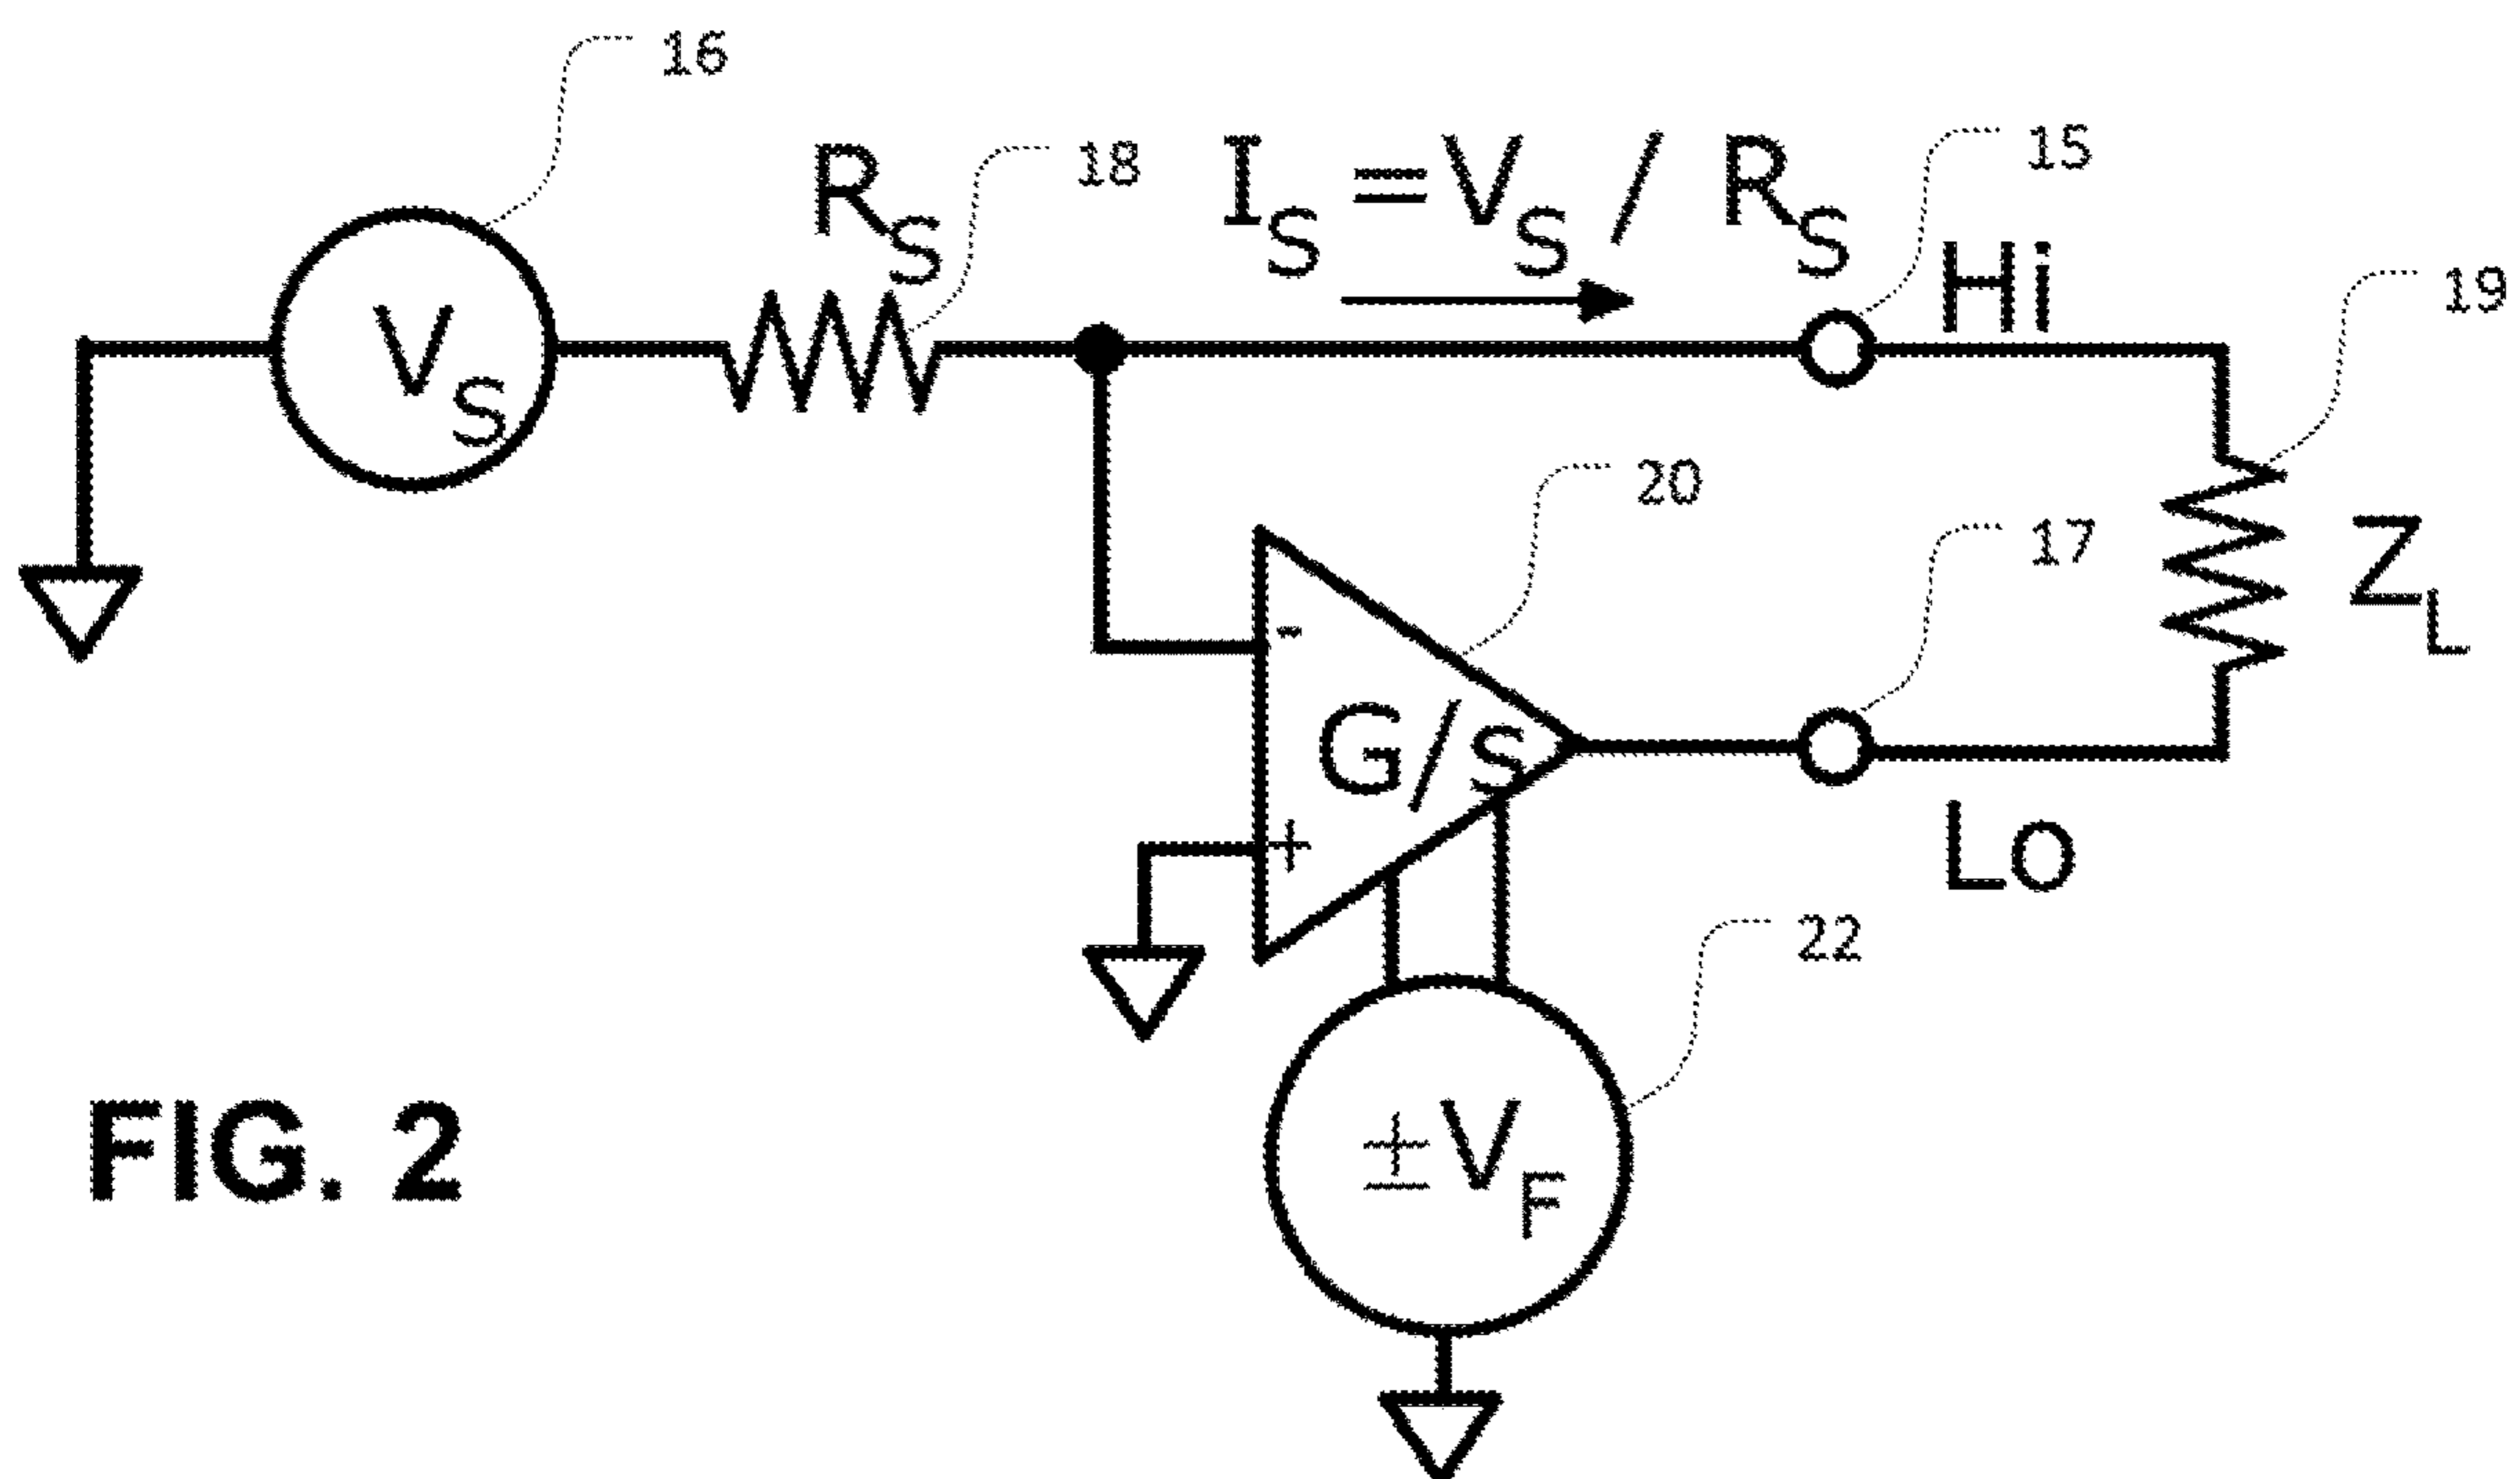 16
R_S
18
I_S = V_S / R_S
15
Hi
19
V_S
20
17
Z_L
-
G/s
+
Lo
22
±V_F
FIG. 2